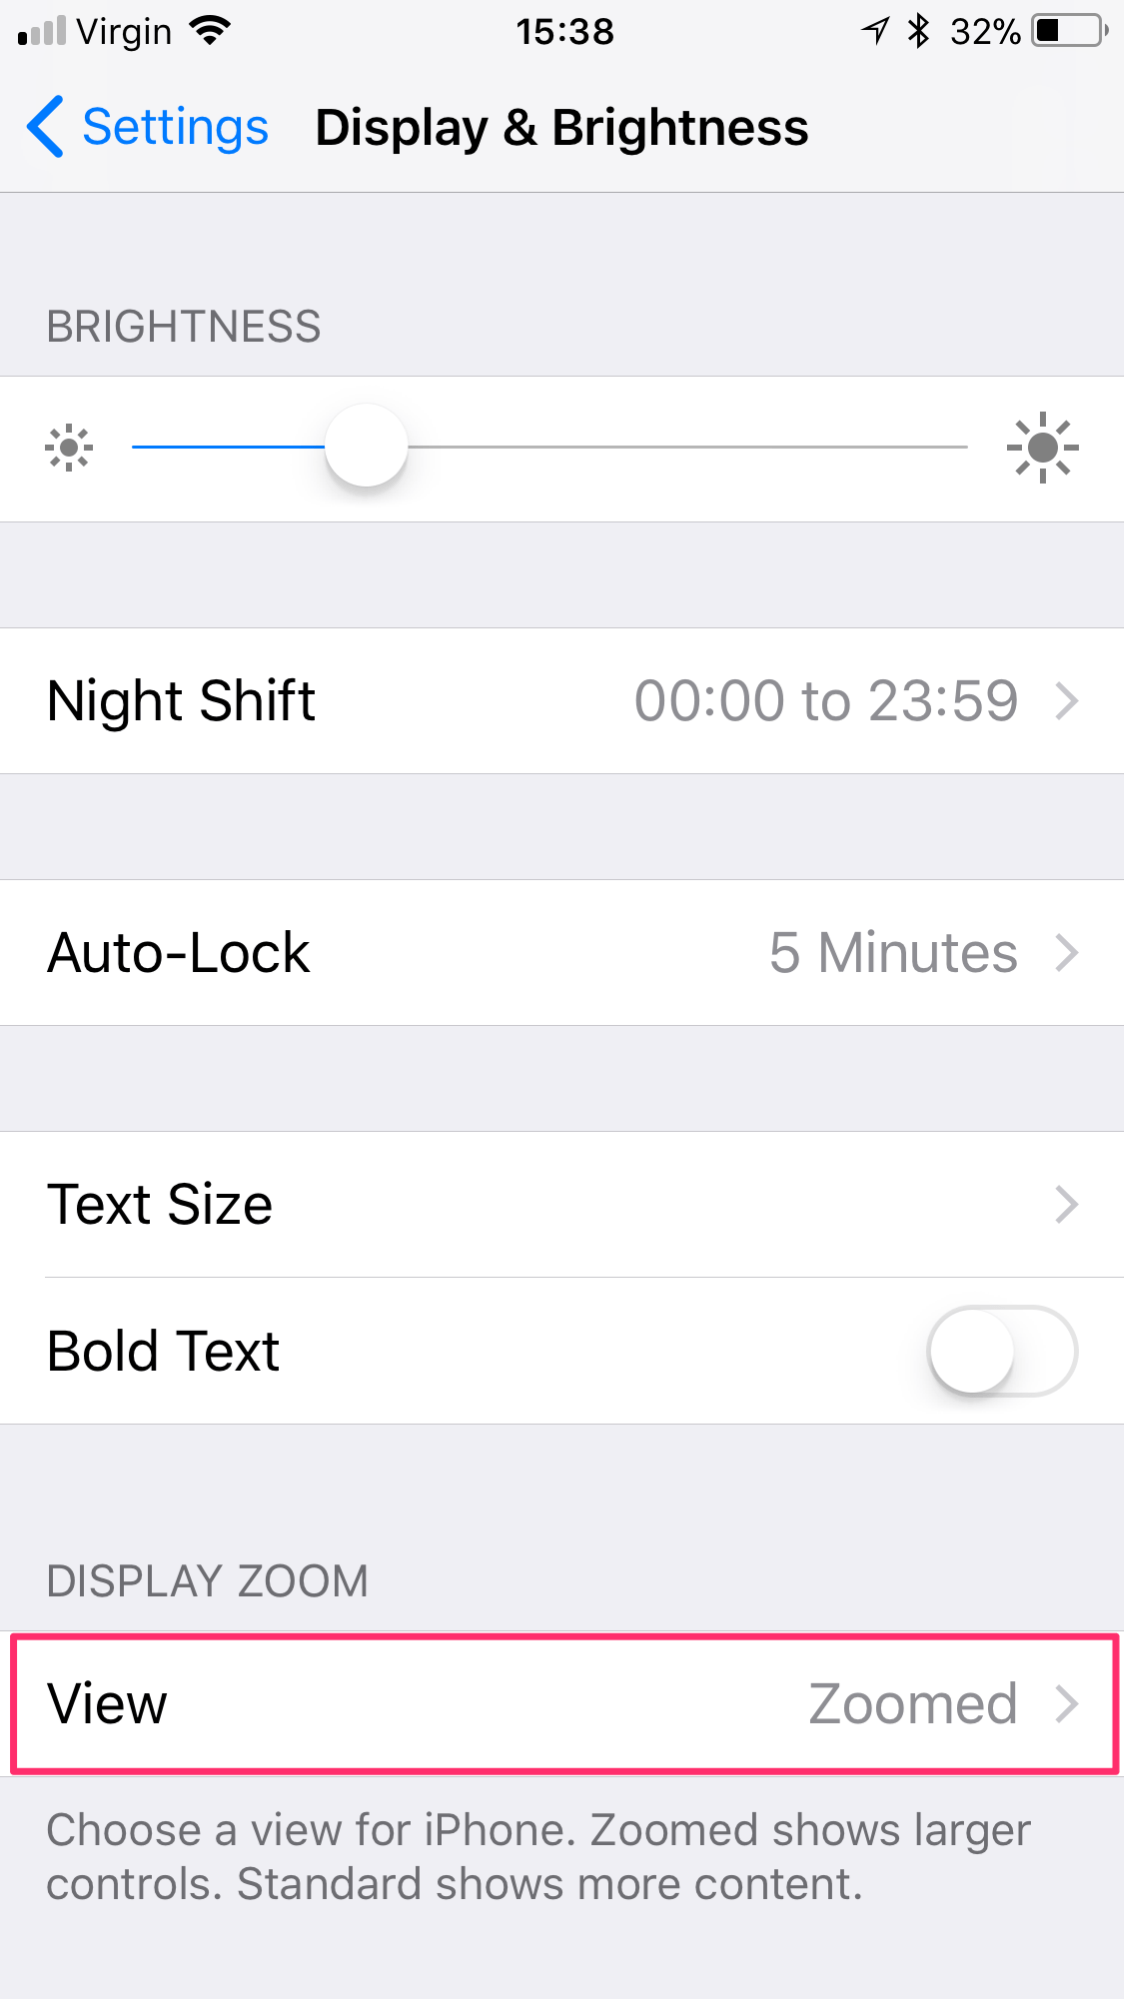 Virgin 15:38 32%
Settings Display & Brightness
BRIGHTNESS
Night Shift 00:00 to 23:59
Auto-Lock 5 Minutes
Text Size
Bold Text
DISPLAY ZOOM
View Zoomed
Choose a view for iPhone. Zoomed shows larger
controls. Standard shows more content.